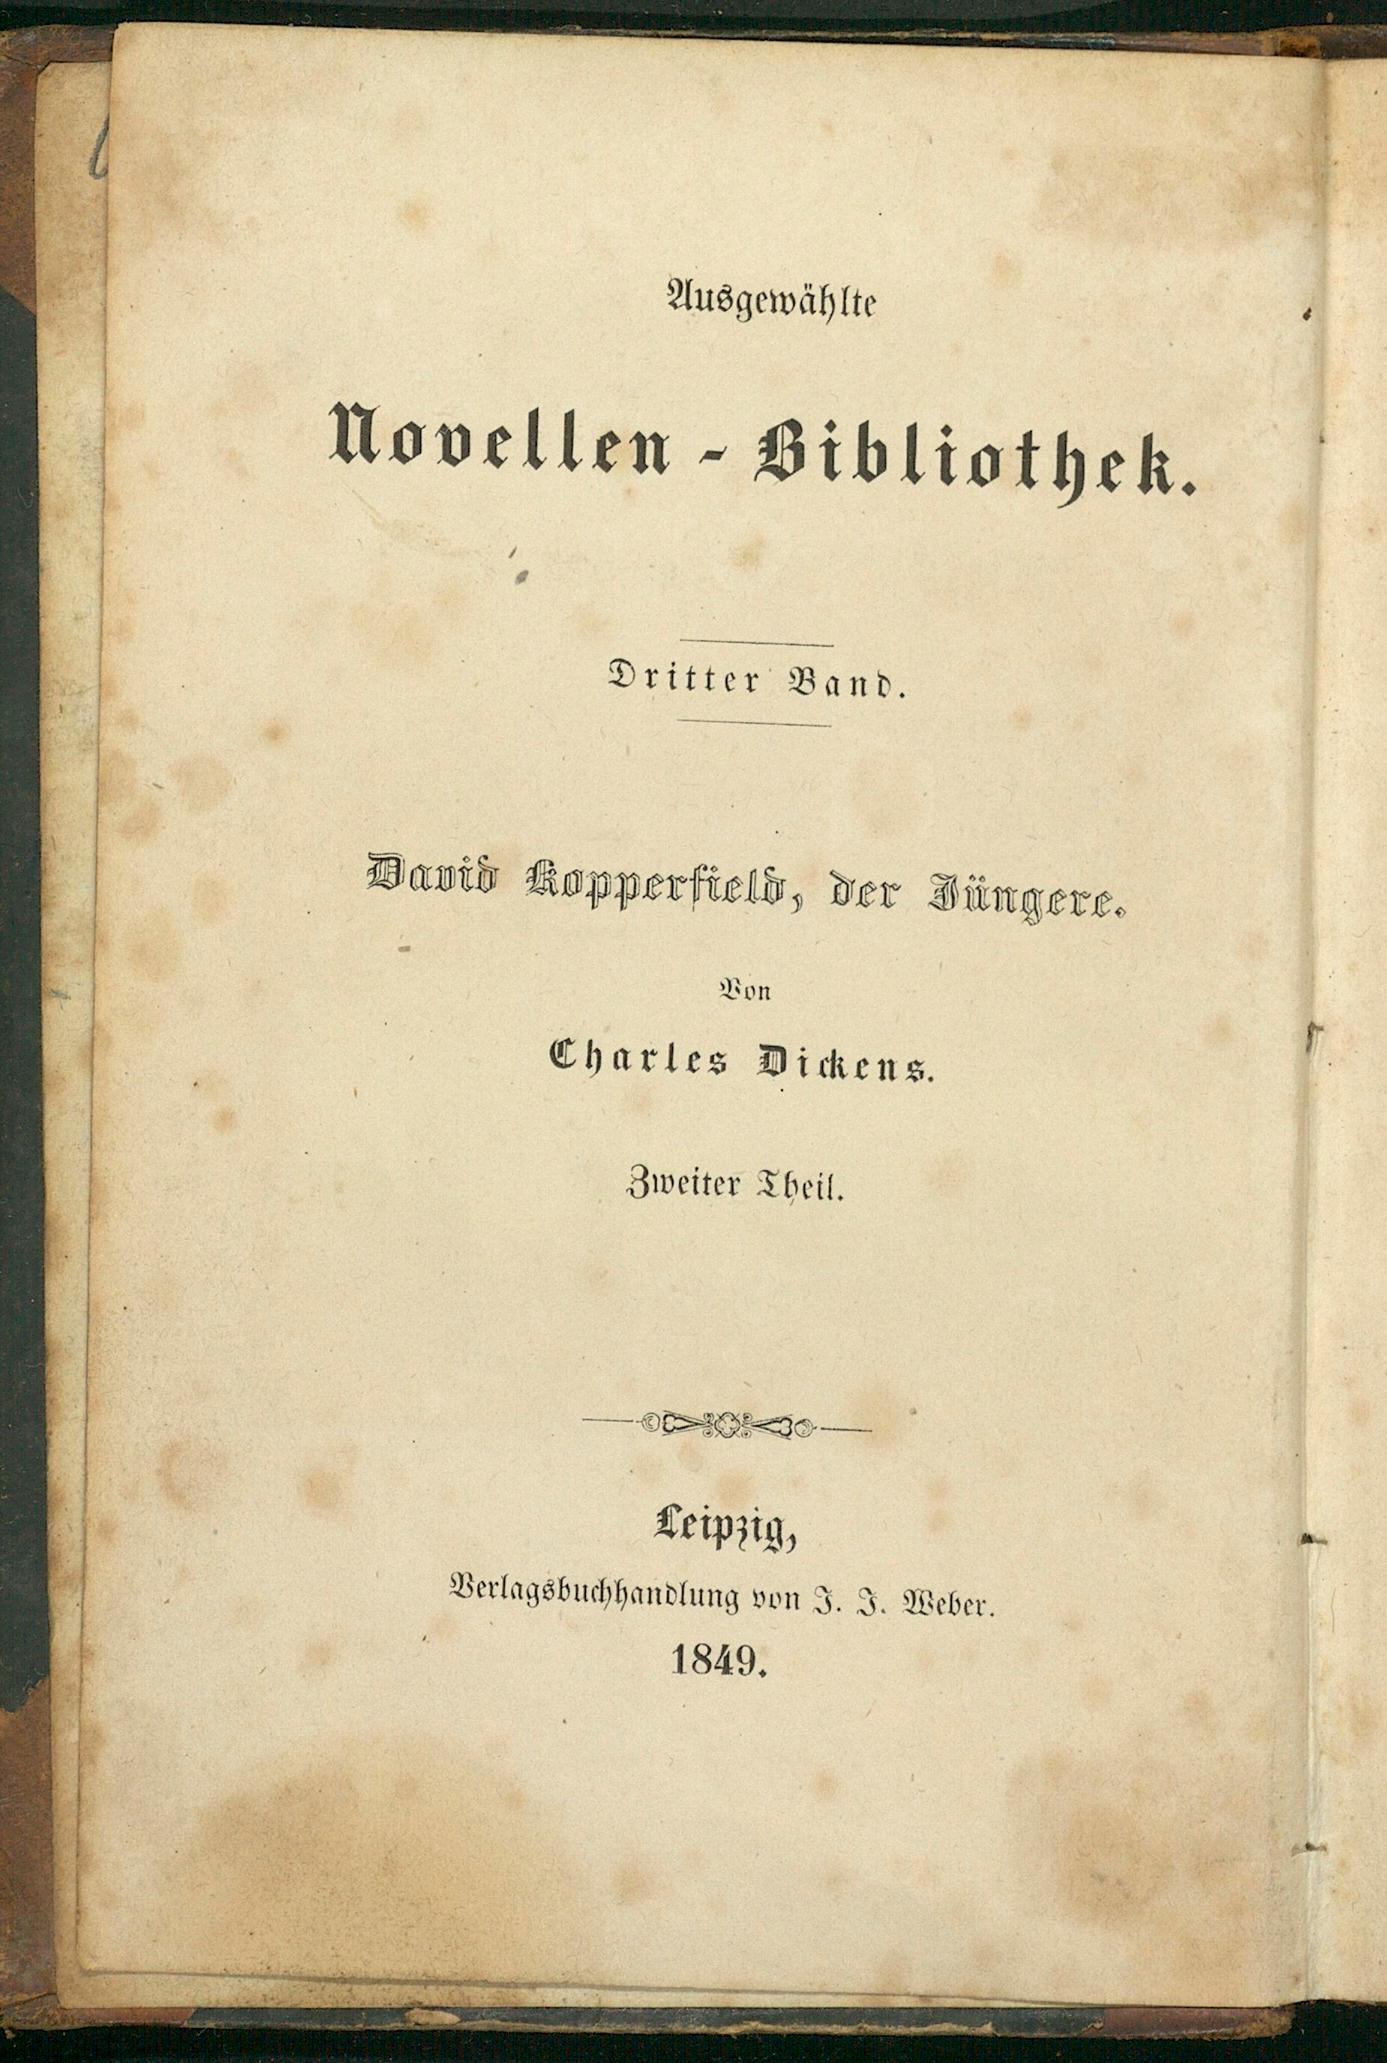 Ausgewählte
Novellen-Bibliothek.
Dritter Band.
David Kopperfield, der Jüngere.
Von
Charles Dickens.
Zweiter Theil.
Leipzig,
Verlagsbuchhandlung von J. J. Weber.
1849.